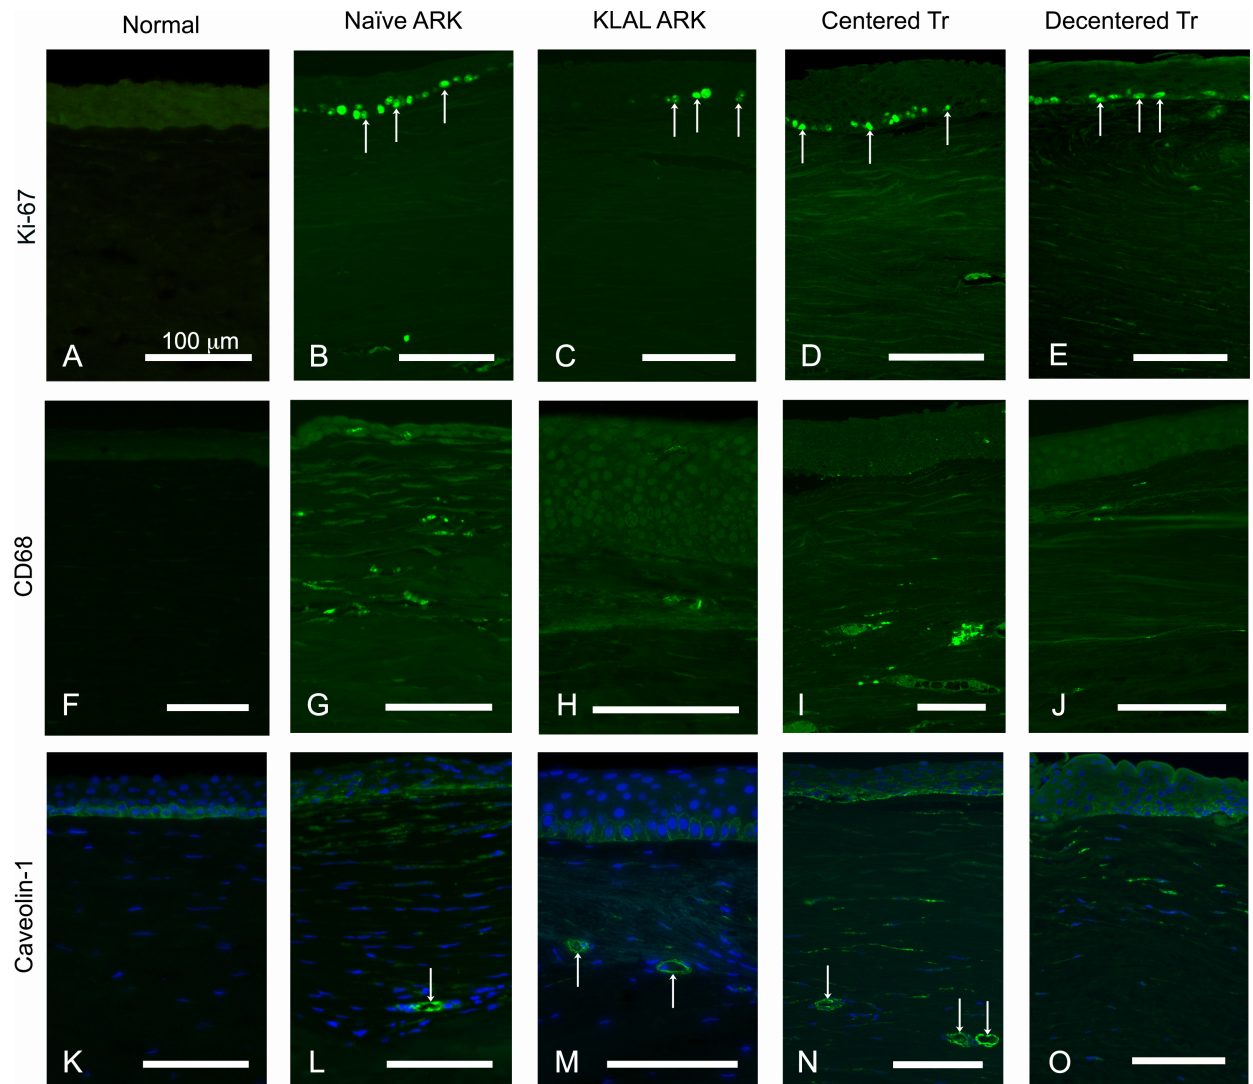 Normal
Naïve ARK
KLAL ARK
Centered Tr
Decentered Tr
Ki-67
100 μm
A
B
C
D
E
CD68
F
G
H
I
J
Caveolin-1
K
L
M
N
O